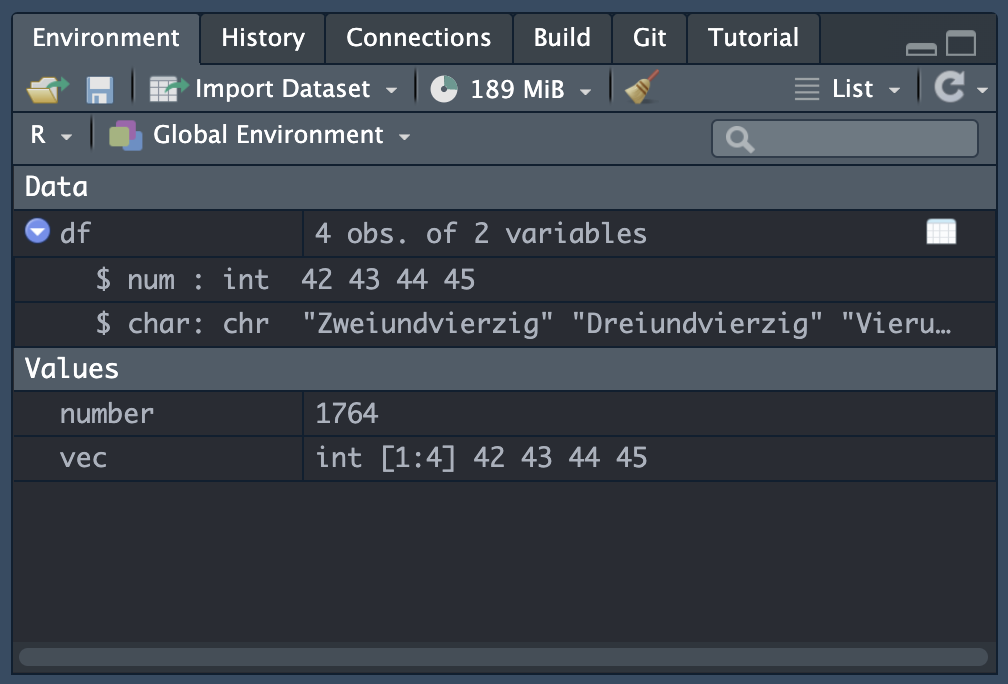 Environment History Connections Build Git Tutorial
Import Dataset 189 MiB List
R Global Environment
Data
df 4 obs. of 2 variables
$ num : int 42 43 44 45
$ char: chr "Zweiundvierzig" "Dreiundvierzig" "Vieru…
Values
number 1764
vec int [1:4] 42 43 44 45